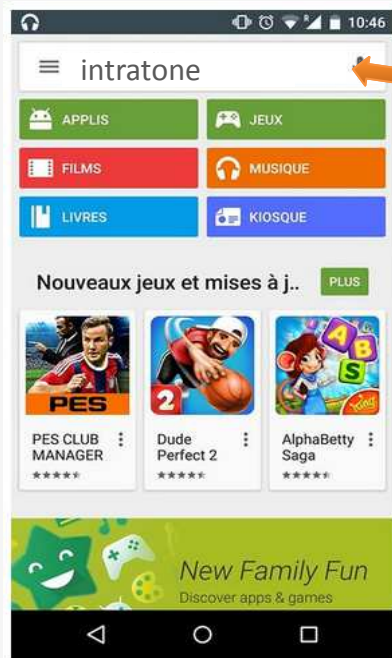 10:46
intratone
APPLIS
JEUX
FILMS
MUSIQUE
LIVRES
KIOSQUE
Nouveaux jeux et mises à j..
PLUS
PES
2
A B S
King
PES CLUB
MANAGER
Dude
Perfect 2
AlphaBetty
Saga
New Family Fun
Discover apps & games